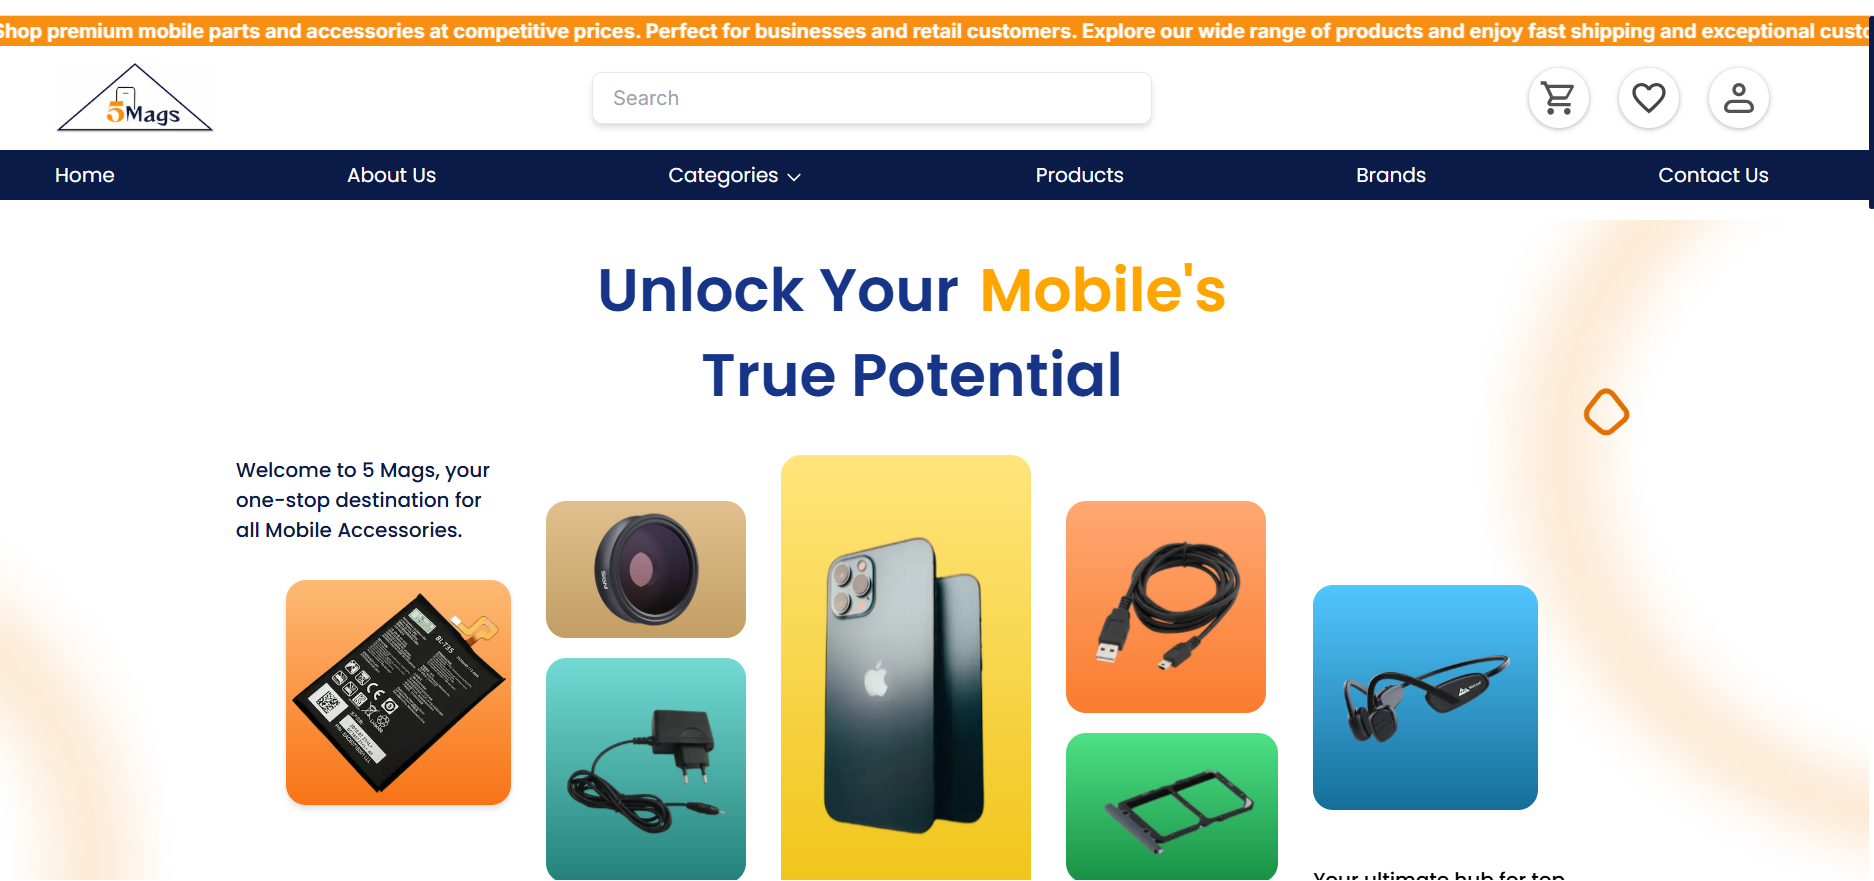 Shop premium mobile parts and accessories at competitive prices. Perfect for businesses and retail customers. Explore our wide range of products and enjoy fast shipping and exceptional
5Mags
Search
Home
About Us
Categories
Products
Brands
Contact Us
Unlock Your Mobile's
True Potential
Welcome to 5 Mags, your
one-stop destination for
all Mobile Accessories.
BL-T35
Your ultimate hub for top